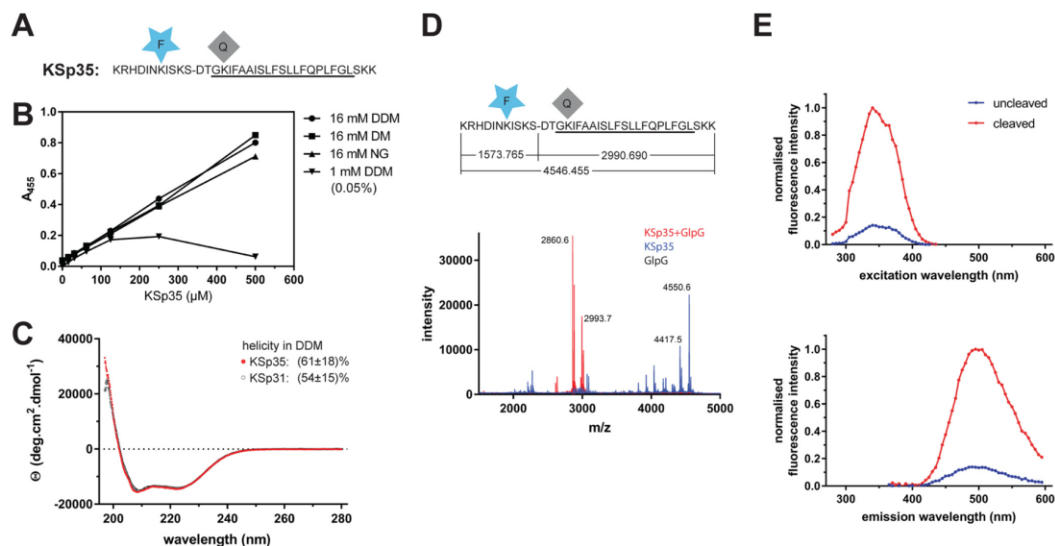 A
F
Q
KSp35: KRHDINKISKS-DTGKIFAAISLFSLLFQPLFGLSKK
B
16 mM DDM
16 mM DM
16 mM NG
1 mM DDM
(0.05%)
1.0
0.8
0.6
0.4
0.2
0.0
A455
0 100 200 300 400 500 600
KSp35 (µM)
C
helicity in DDM
KSp35: (61±18)%
KSp31: (54±15)%
40000
20000
0
-20000
Θ (deg.cm².dmol⁻¹)
200 220 240 260 280
wavelength (nm)
D
F
Q
KRHDINKISKS-DTGKIFAAISLFSLLFQPLFGLSKK
1573.765 2990.690
4546.455
KSp35+GlpG
KSp35
GlpG
2860.6
2993.7
4550.6
4417.5
30000
20000
10000
0
intensity
2000 3000 4000 5000
m/z
E
uncleaved
cleaved
1.0
0.8
0.6
0.4
0.2
0.0
normalised
fluorescence intensity
300 400 500 600
excitation wavelength (nm)
1.0
0.8
0.6
0.4
0.2
0.0
normalised
fluorescence intensity
300 400 500 600
emission wavelength (nm)